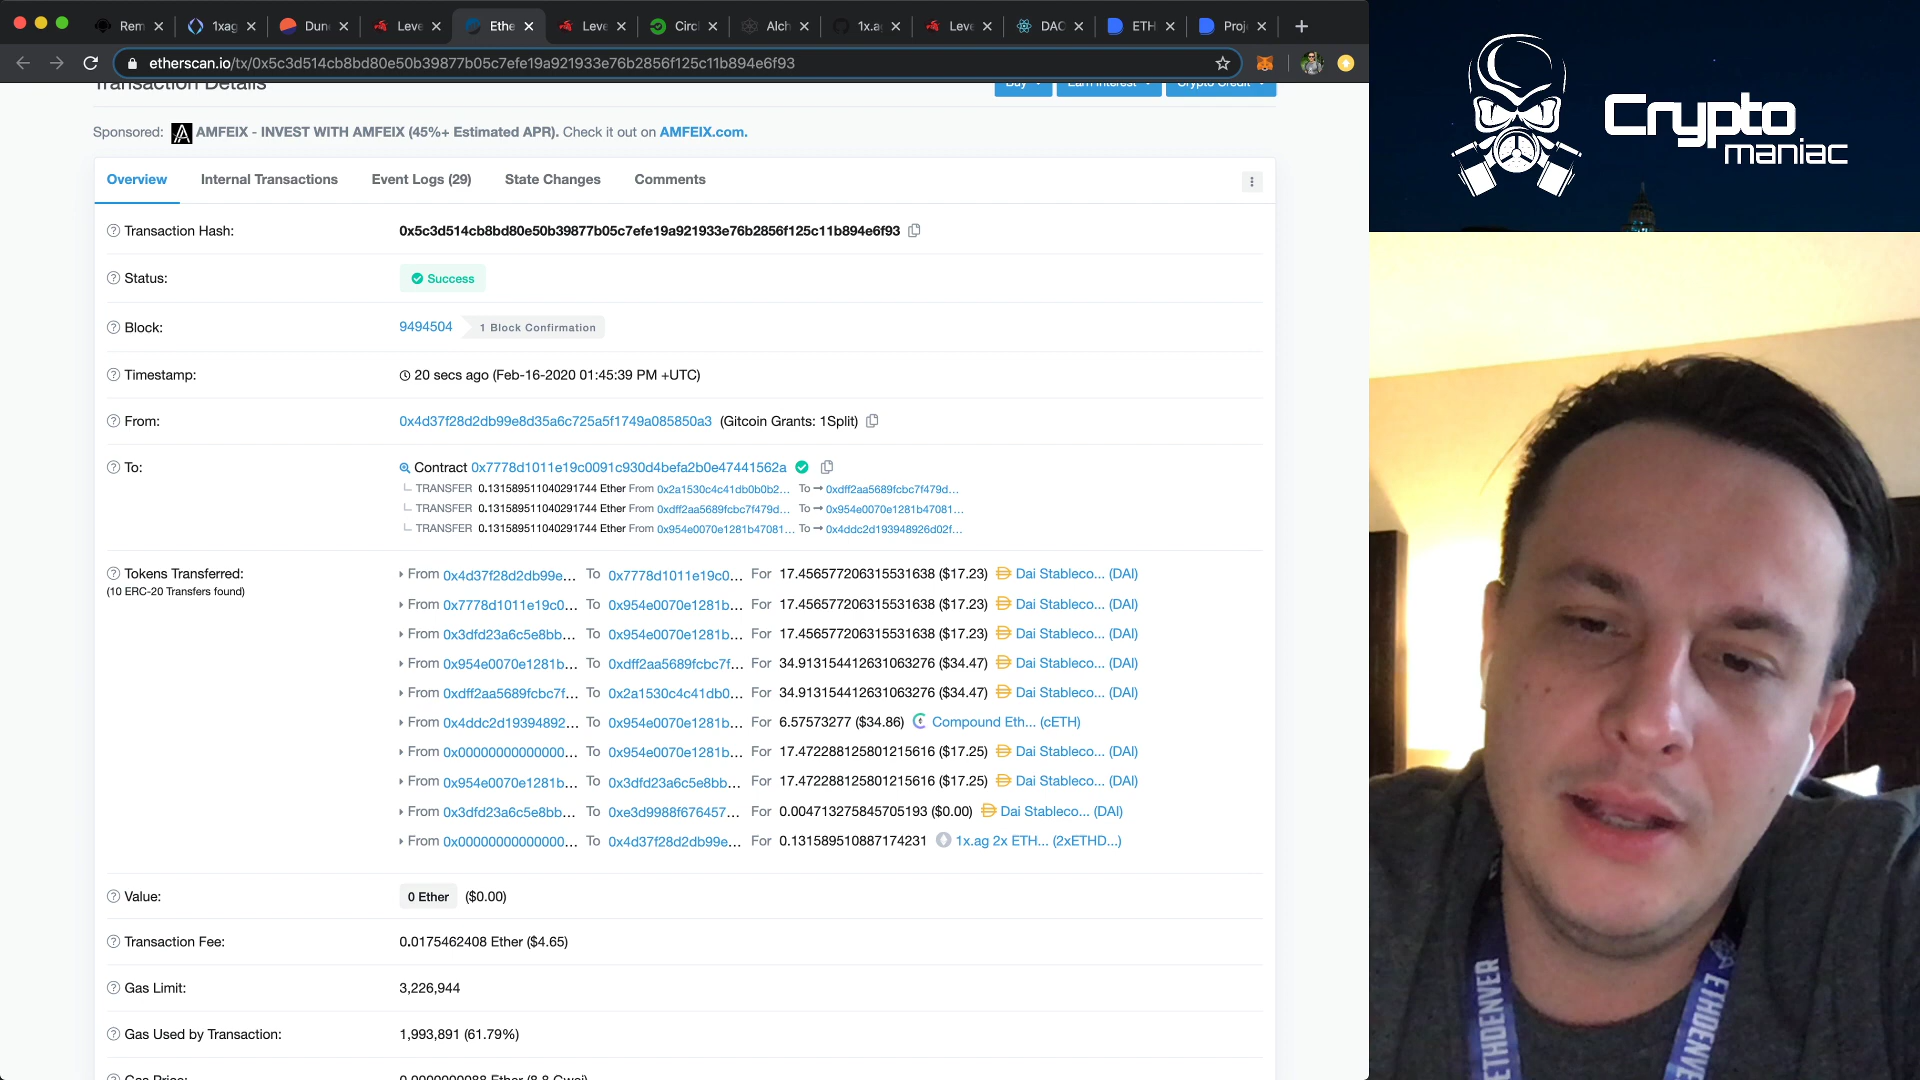 Rem
1xag
Dun
Leve
Ethe
Leve
Circl
Alch
1x.a
Leve
DAO
ETH
Proj
etherscan.io/tx/0x5c3d514cb8bd80e50b39877b05c7efe19a921933e76b2856f125c11b894e6f93
Transaction Details
Buy
Earn Interest
Crypto Credit
Sponsored: AMFEIX - INVEST WITH AMFEIX (45%+ Estimated APR). Check it out on AMFEIX.com.
Overview
Internal Transactions
Event Logs (29)
State Changes
Comments
Transaction Hash: 0x5c3d514cb8bd80e50b39877b05c7efe19a921933e76b2856f125c11b894e6f93
Status: Success
Block: 9494504 1 Block Confirmation
Timestamp: 20 secs ago (Feb-16-2020 01:45:39 PM +UTC)
From: 0x4d37f28d2db99e8d35a6c725a5f1749a085850a3 (Gitcoin Grants: 1Split)
To: Contract 0x7778d1011e19c0091c930d4befa2b0e47441562a
TRANSFER 0.131589511040291744 Ether From 0x2a1530c4c41db0b0b2... To → 0xdff2aa5689fcbc7f479d...
TRANSFER 0.131589511040291744 Ether From 0xdff2aa5689fcbc7f479d... To → 0x954e0070e1281b47081...
TRANSFER 0.131589511040291744 Ether From 0x954e0070e1281b47081... To → 0x4ddc2d193948926d02f...
Tokens Transferred:
(10 ERC-20 Transfers found)
From 0x4d37f28d2db99e... To 0x7778d1011e19c0... For 17.456577206315531638 ($17.23) Dai Stableco... (DAI)
From 0x7778d1011e19c0... To 0x954e0070e1281b... For 17.456577206315531638 ($17.23) Dai Stableco... (DAI)
From 0x3dfd23a6c5e8bb... To 0x954e0070e1281b... For 17.456577206315531638 ($17.23) Dai Stableco... (DAI)
From 0x954e0070e1281b... To 0xdff2aa5689fcbc7f... For 34.913154412631063276 ($34.47) Dai Stableco... (DAI)
From 0xdff2aa5689fcbc7f... To 0x2a1530c4c41db0... For 34.913154412631063276 ($34.47) Dai Stableco... (DAI)
From 0x4ddc2d19394892... To 0x954e0070e1281b... For 6.57573277 ($34.86) Compound Eth... (cETH)
From 0x00000000000000... To 0x954e0070e1281b... For 17.472288125801215616 ($17.25) Dai Stableco... (DAI)
From 0x954e0070e1281b... To 0x3dfd23a6c5e8bb... For 17.472288125801215616 ($17.25) Dai Stableco... (DAI)
From 0x3dfd23a6c5e8bb... To 0xe3d9988f676457... For 0.004713275845705193 ($0.00) Dai Stableco... (DAI)
From 0x00000000000000... To 0x4d37f28d2db99e... For 0.131589510887174231 1x.ag 2x ETH... (2xETHD...)
Value: 0 Ether ($0.00)
Transaction Fee: 0.0175462408 Ether ($4.65)
Gas Limit: 3,226,944
Gas Used by Transaction: 1,993,891 (61.79%)
Crypto
maniac
ETHDENVE
ETHDENVE